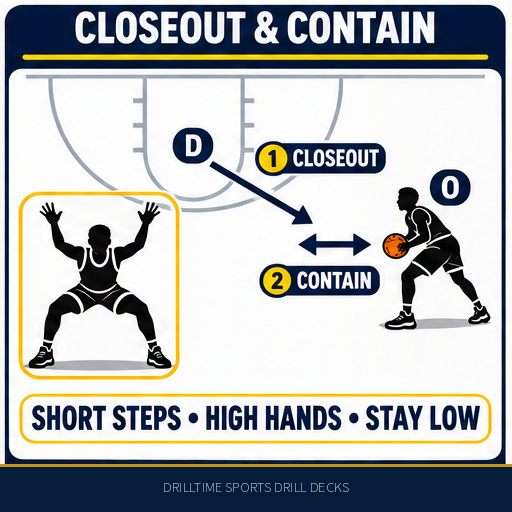 CLOSEOUT & CONTAIN
D
1 CLOSEOUT
O
2 CONTAIN
SHORT STEPS • HIGH HANDS • STAY LOW
DRILLTIME SPORTS DRILL DECKS